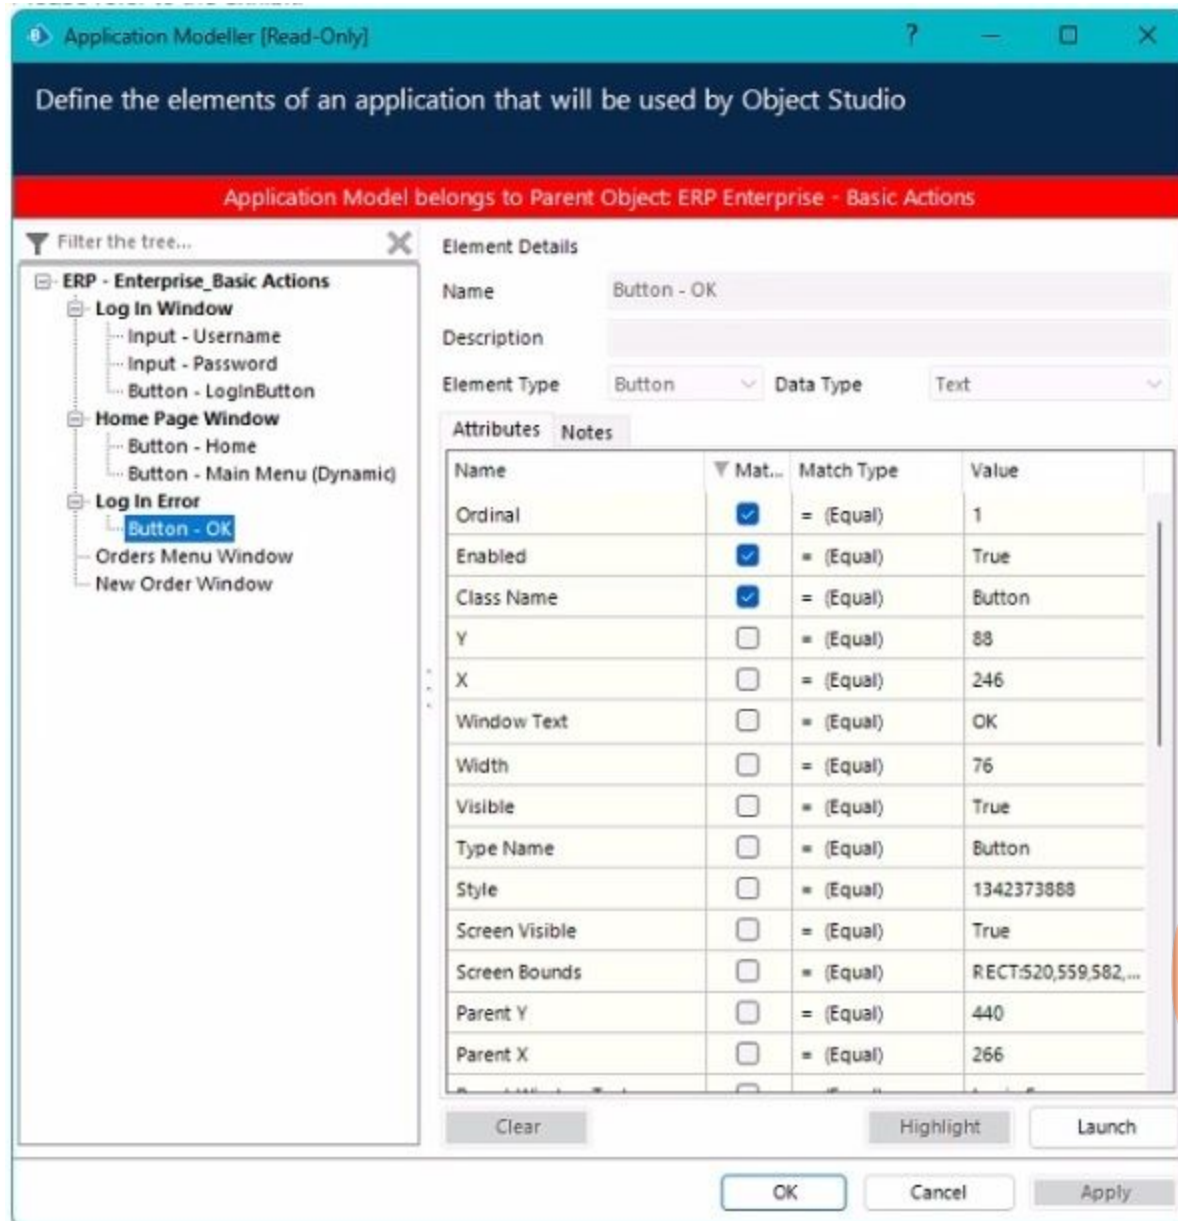 Application Modeller [Read-Only]
Define the elements of an application that will be used by Object Studio
Application Model belongs to Parent Object: ERP Enterprise - Basic Actions
Filter the tree...
ERP - Enterprise_Basic Actions
Log In Window
Input - Username
Input - Password
Button - LogInButton
Home Page Window
Button - Home
Button - Main Menu (Dynamic)
Log In Error
Button - OK
Orders Menu Window
New Order Window
Element Details
Name Button - OK
Description
Element Type Button Data Type Text
Attributes Notes
Name Mat... Match Type Value
Ordinal = (Equal) 1
Enabled = (Equal) True
Class Name = (Equal) Button
Y = (Equal) 88
X = (Equal) 246
Window Text = (Equal) OK
Width = (Equal) 76
Visible = (Equal) True
Type Name = (Equal) Button
Style = (Equal) 1342373888
Screen Visible = (Equal) True
Screen Bounds = (Equal) RECT:520,559,582,...
Parent Y = (Equal) 440
Parent X = (Equal) 266
Clear Highlight Launch
OK Cancel Apply